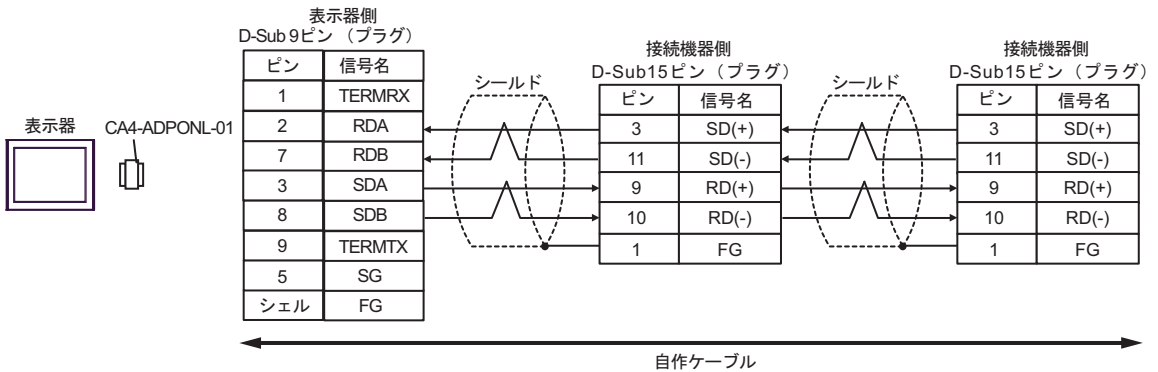 表示器側
D-Sub 9ピン (プラグ)
ピン 信号名
1 TERMRX
2 RDA
7 RDB
3 SDA
8 SDB
9 TERMTX
5 SG
シェル FG
表示器
CA4-ADPONL-01
シールド
接続機器側
D-Sub15ピン (プラグ)
ピン 信号名
3 SD(+)
11 SD(-)
9 RD(+)
10 RD(-)
1 FG
シールド
接続機器側
D-Sub15ピン (プラグ)
ピン 信号名
3 SD(+)
11 SD(-)
9 RD(+)
10 RD(-)
1 FG
自作ケーブル